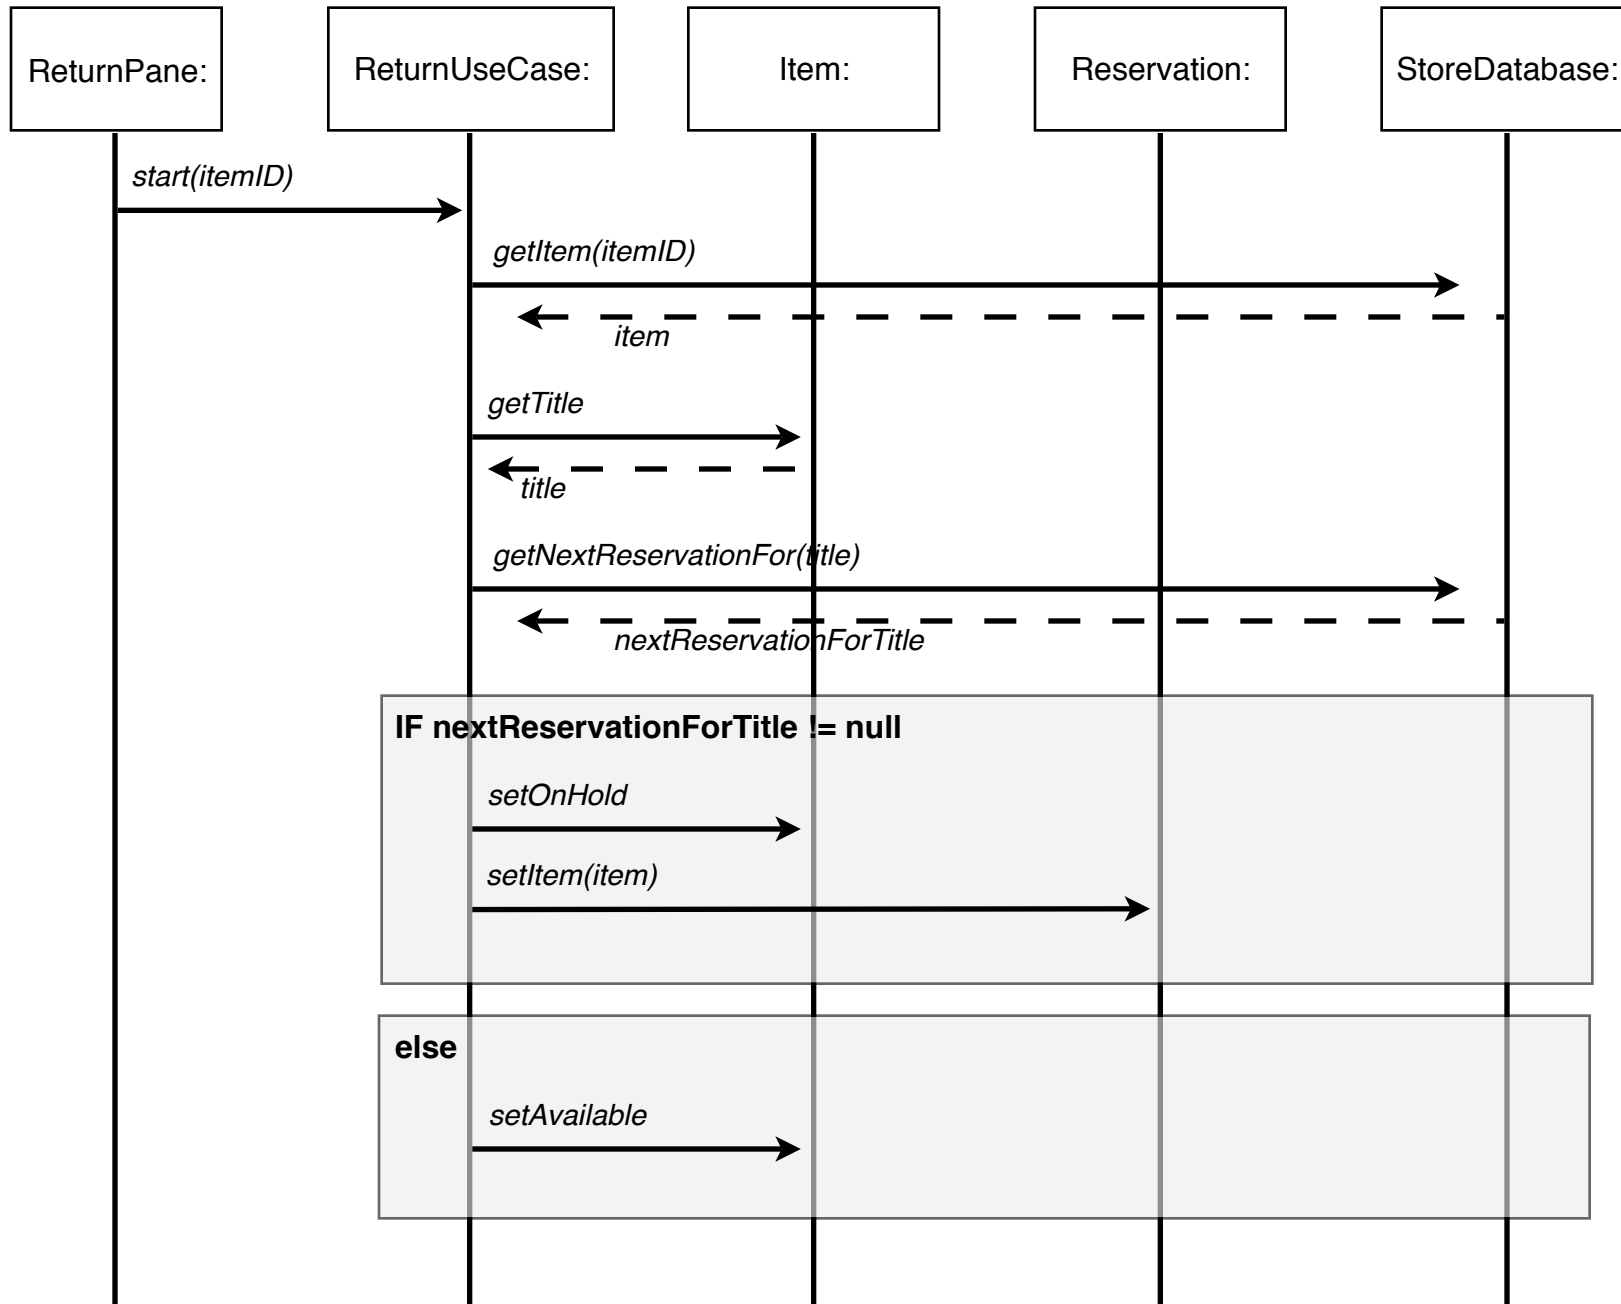 ReturnPane:
ReturnUseCase:
Item:
Reservation:
StoreDatabase:
start(itemID)
getItem(itemID)
item
getTitle
title
getNextReservationFor(title)
nextReservationForTitle
IF nextReservationForTitle != null
setOnHold
setItem(item)
else
setAvailable